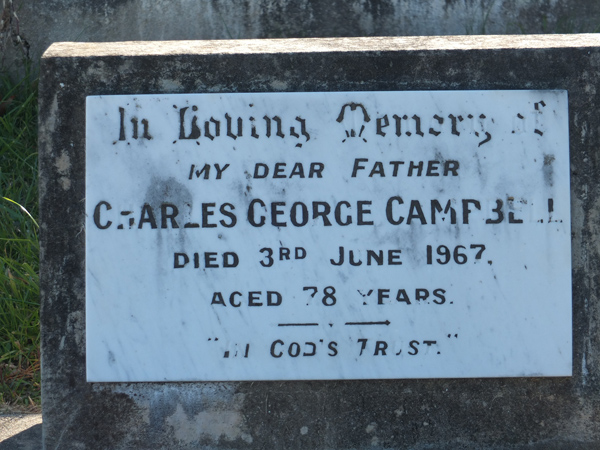 In Loving Memory of
MY DEAR FATHER
CHARLES GEORGE CAMPBELL
DIED 3RD JUNE 1967.
AGED 78 YEARS.
"IN GOD'S TRUST."